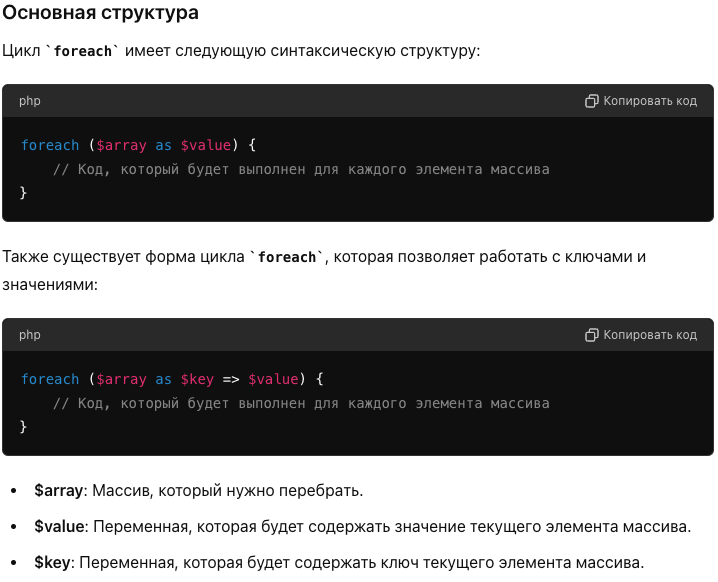 Основная структура
Цикл `foreach` имеет следующую синтаксическую структуру:
php
Копировать код
foreach ($array as $value) {
    // Код, который будет выполнен для каждого элемента массива
}
Также существует форма цикла `foreach`, которая позволяет работать с ключами и
значениями:
php
Копировать код
foreach ($array as $key => $value) {
    // Код, который будет выполнен для каждого элемента массива
}
• $array: Массив, который нужно перебрать.
• $value: Переменная, которая будет содержать значение текущего элемента массива.
• $key: Переменная, которая будет содержать ключ текущего элемента массива.